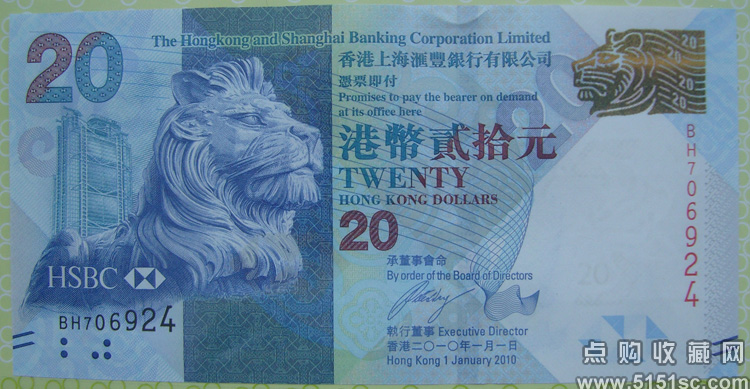 20
The Hongkong and Shanghai Banking Corporation Limited
香港上海滙豐銀行有限公司
憑票即付
Promises to pay the bearer on demand
at its office here
港幣貳拾元
TWENTY
HONG KONG DOLLARS
20
承董事會命
By order of the Board of Directors
執行董事 Executive Director
香港二〇一〇年一月一日
Hong Kong 1 January 2010
HSBC
BH706924
20
20
20
20
BH706924
点购收藏网
www.5151sc.com